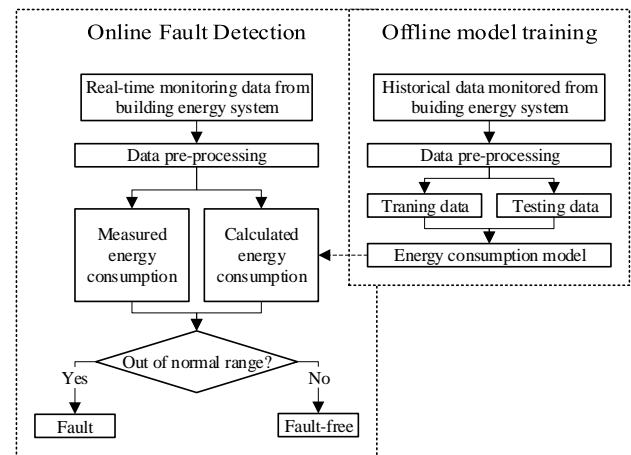 Online Fault Detection
Real-time monitoring data from
building energy system
Data pre-processing
Measured
energy
consumption
Calculated
energy
consumption
Out of normal range?
Yes
No
Fault
Fault-free
Offline model training
Historical data monitored from
buiding energy system
Data pre-processing
Traning data
Testing data
Energy consumption model